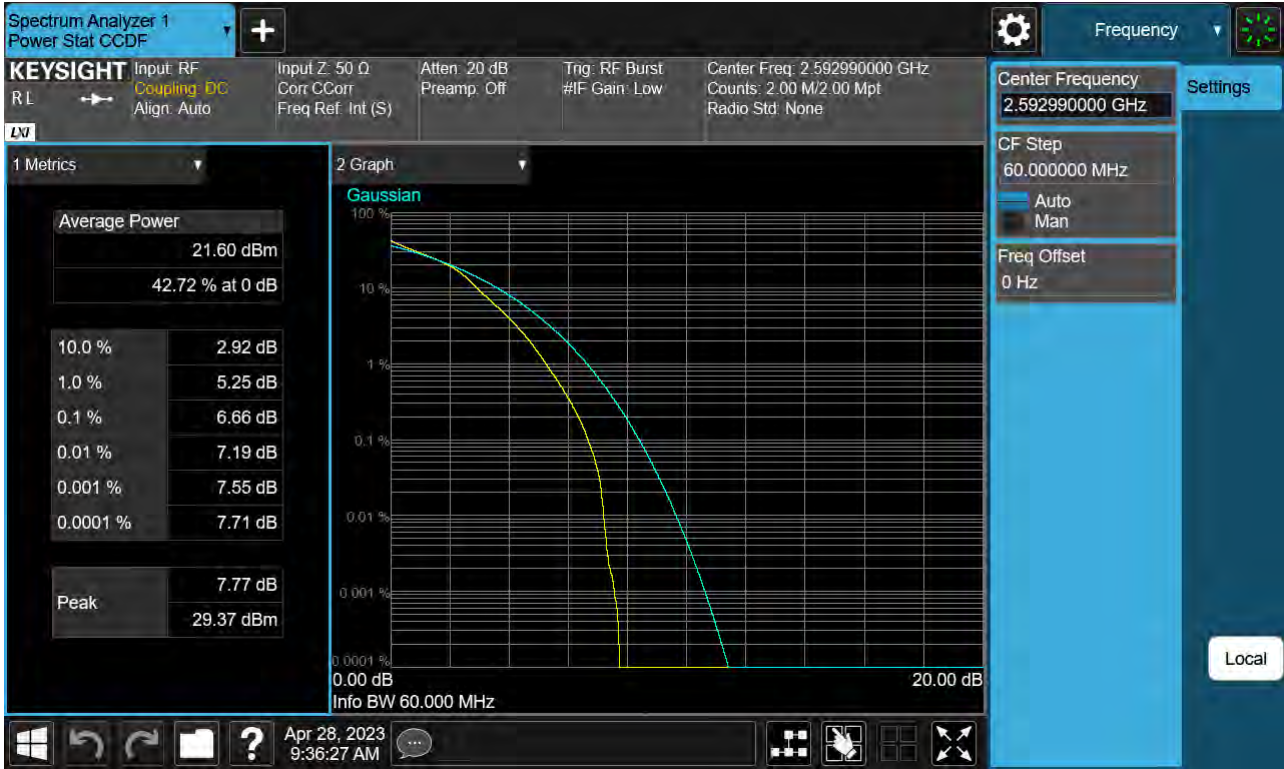 Spectrum Analyzer 1
Power Stat CCDF
Frequency
KEYSIGHT
R L
LXI
Input: RF
Coupling: DC
Align: Auto
Input Z: 50 Ω
Corr CCorr
Freq Ref: Int (S)
Atten: 20 dB
Preamp: Off
Trig: RF Burst
#IF Gain: Low
Center Freq: 2.592990000 GHz
Counts: 2.00 M/2.00 Mpt
Radio Std: None
Center Frequency
2.592990000 GHz
Settings
CF Step
60.000000 MHz
Auto
Man
Freq Offset
0 Hz
Local
1 Metrics
Average Power
21.60 dBm
42.72 % at 0 dB
10.0 % 2.92 dB
1.0 % 5.25 dB
0.1 % 6.66 dB
0.01 % 7.19 dB
0.001 % 7.55 dB
0.0001 % 7.71 dB
Peak
7.77 dB
29.37 dBm
2 Graph
Gaussian
100 %
10 %
1 %
0.1 %
0.01 %
0.001 %
0.0001 %
0.00 dB 20.00 dB
Info BW 60.000 MHz
?
Apr 28, 2023
9:36:27 AM